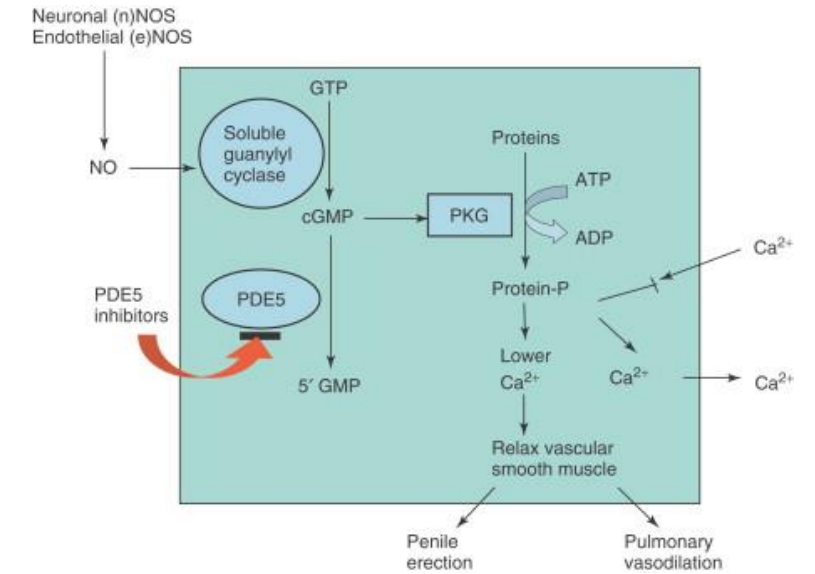 Neuronal (n)NOS
Endothelial (e)NOS
GTP
Soluble
guanylyl
cyclase
Proteins
NO
ATP
cGMP
PKG
ADP
Ca2+
PDE5
inhibitors
PDE5
Protein-P
Lower
Ca2+
Ca2+
Ca2+
5′ GMP
Relax vascular
smooth muscle
Penile
erection
Pulmonary
vasodilation